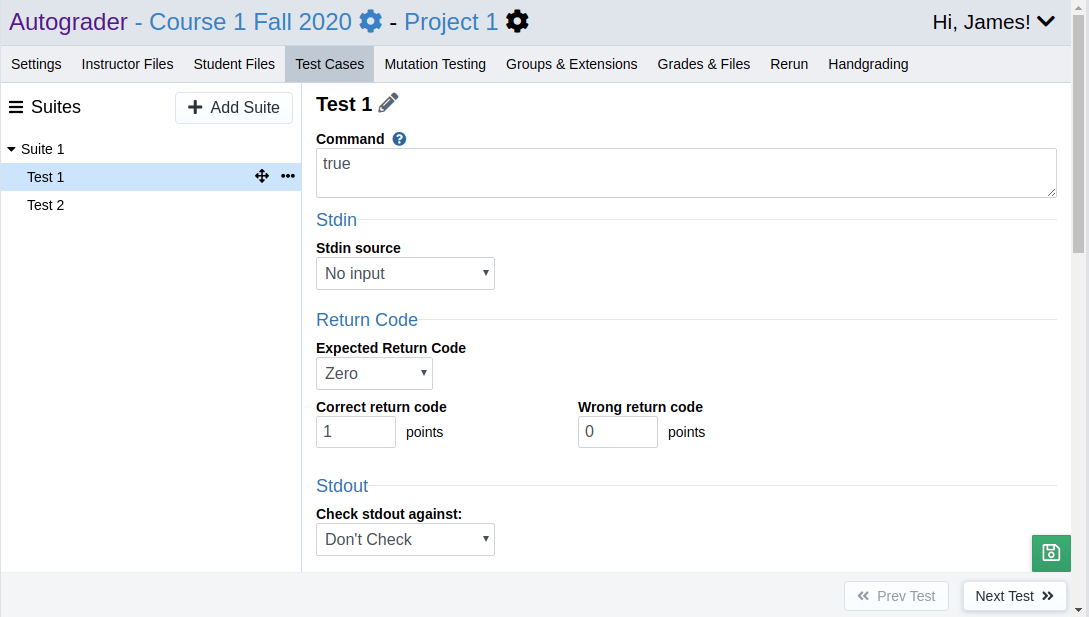 Autograder - Course 1 Fall 2020 - Project 1
Hi, James!
Settings Instructor Files Student Files Test Cases Mutation Testing Groups & Extensions Grades & Files Rerun Handgrading
Suites
Add Suite
Suite 1
Test 1
Test 2
Test 1
Command
true
Stdin
Stdin source
No input
Return Code
Expected Return Code
Zero
Correct return code Wrong return code
1 points 0 points
Stdout
Check stdout against:
Don't Check
Prev Test Next Test